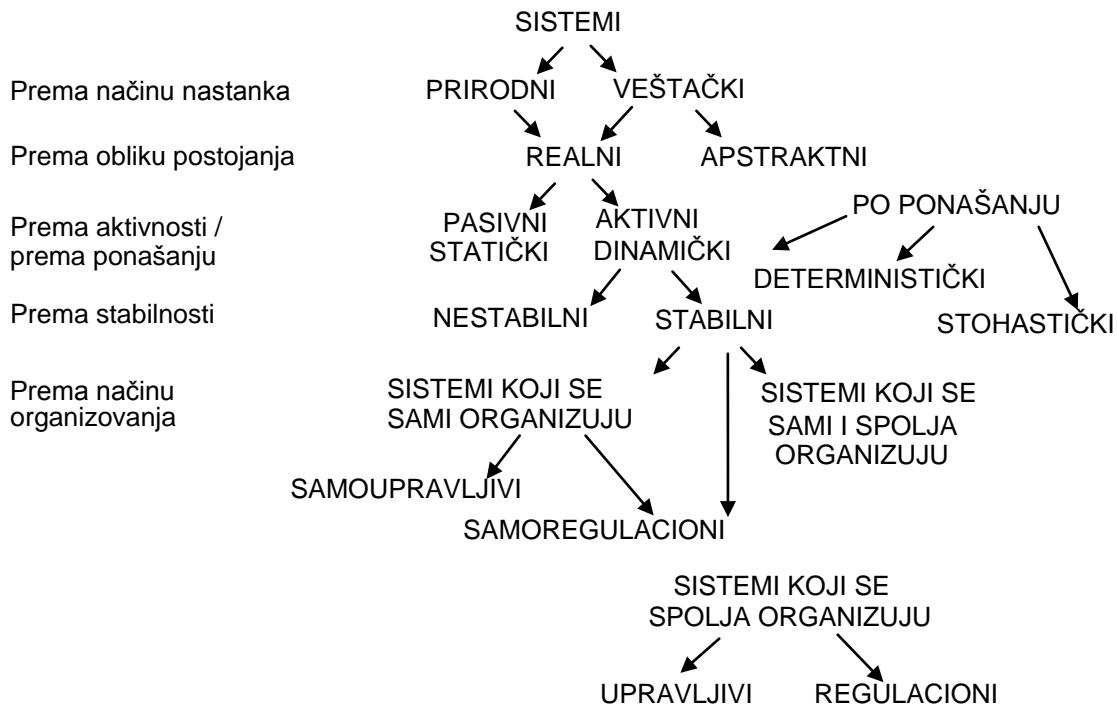 SISTEMI
Prema načinu nastanka
PRIRODNI
VEŠTAČKI
Prema obliku postojanja
REALNI
APSTRAKTNI
Prema aktivnosti /
prema ponašanju
PASIVNI
STATIČKI
AKTIVNI
DINAMIČKI
PO PONAŠANJU
DETERMINISTIČKI
STOHASTIČKI
Prema stabilnosti
NESTABILNI
STABILNI
Prema načinu
organizovanja
SISTEMI KOJI SE
SAMI ORGANIZUJU
SISTEMI KOJI SE
SAMI I SPOLJA
ORGANIZUJU
SAMOUPRAVLJIVI
SAMOREGULACIONI
SISTEMI KOJI SE
SPOLJA ORGANIZUJU
UPRAVLJIVI
REGULACIONI